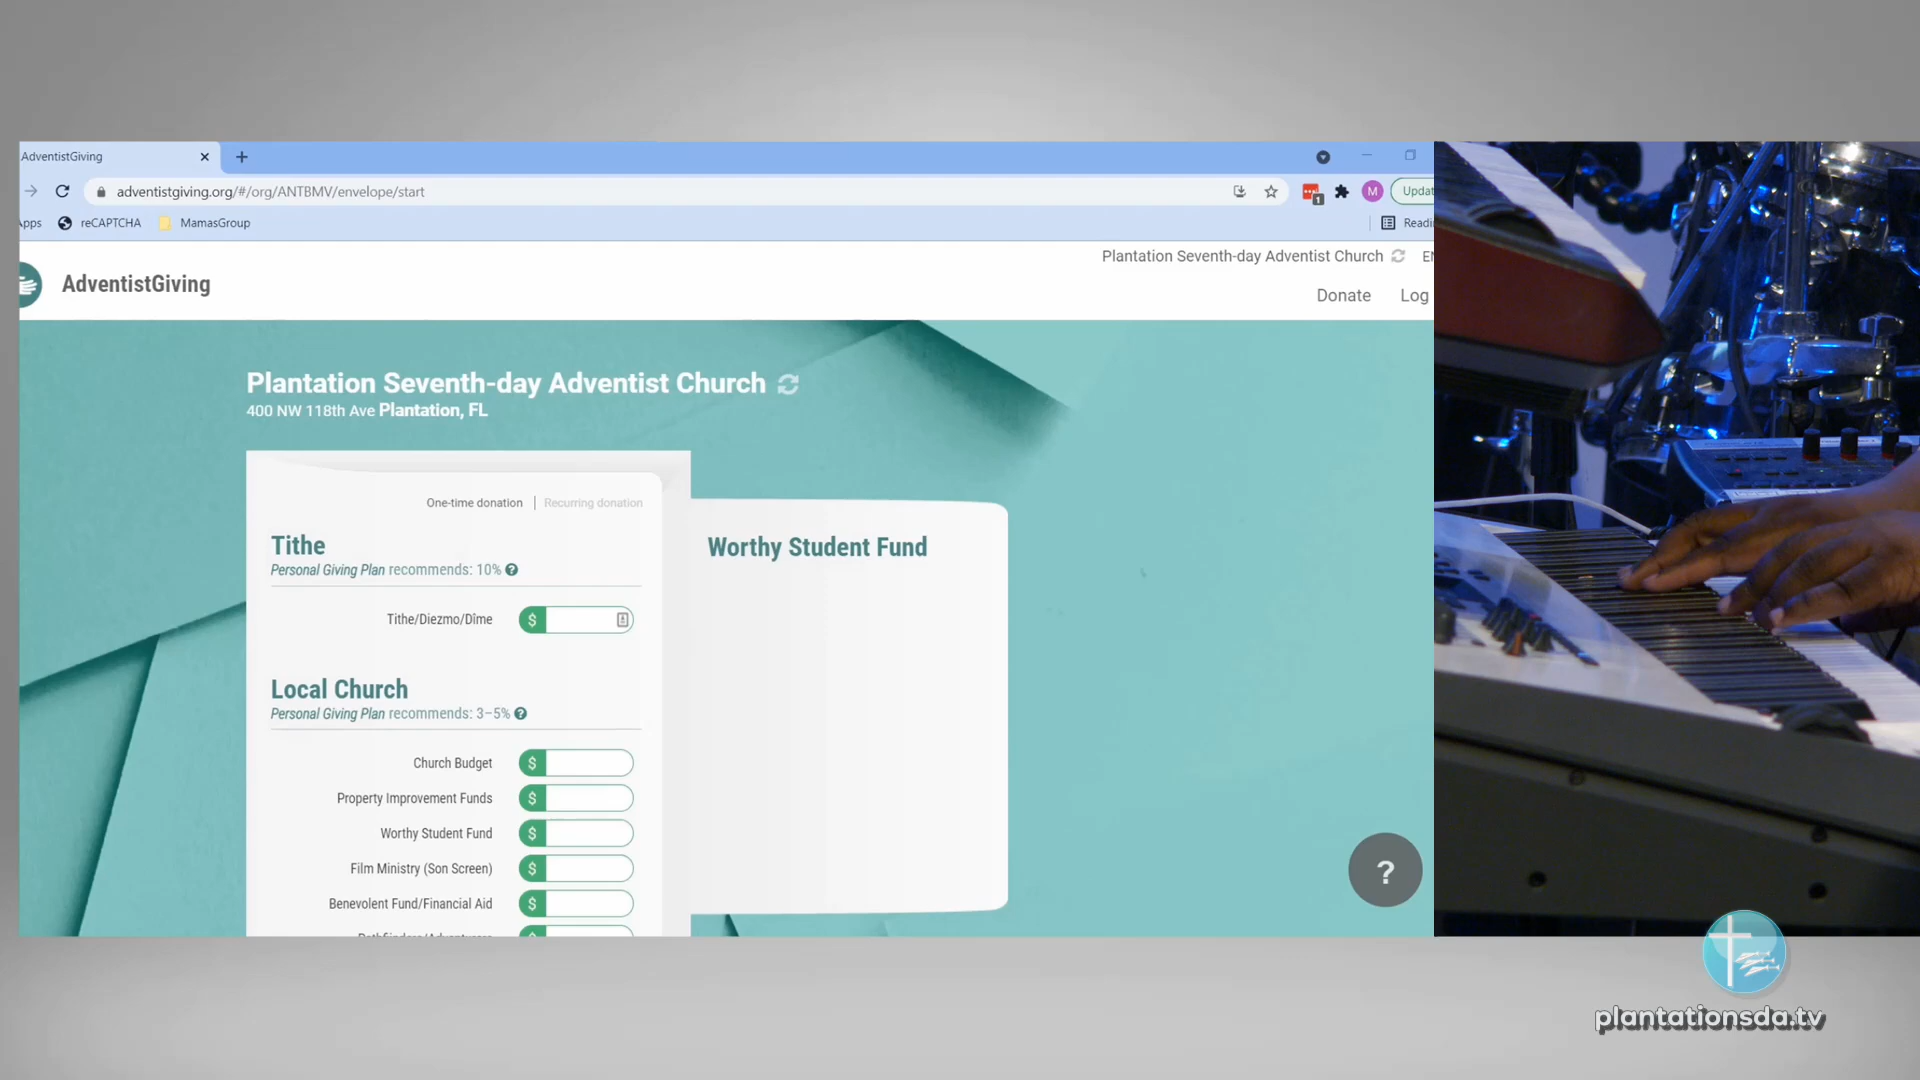 AdventistGiving
adventistgiving.org/#/org/ANTBMV/envelope/start
1
M
reCAPTCHA
MamasGroup
Plantation Seventh-day Adventist Church
AdventistGiving
Donate
Log
Plantation Seventh-day Adventist Church
400 NW 118th Ave Plantation, FL
One-time donation | Recurring donation
Tithe
Personal Giving Plan recommends: 10% ?
Tithe/Diezmo/Dîme $
Local Church
Personal Giving Plan recommends: 3–5% ?
Church Budget $
Property Improvement Funds $
Worthy Student Fund $
Film Ministry (Son Screen) $
Benevolent Fund/Financial Aid $
Worthy Student Fund
?
plantationsda.tv